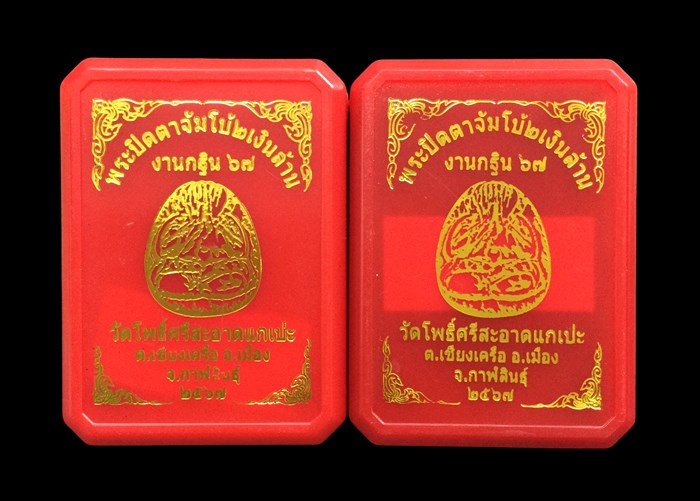 พระปิดตาจัมโบ้๒เงินล้าน
งานกฐิน ๖๗
วัดโพธิ์ศรีสะอาดแกเปะ
ต.เชียงเครือ อ.เมือง
จ.กาฬสินธุ์
๒๕๖๗
พระปิดตาจัมโบ้๒เงินล้าน
งานกฐิน ๖๗
วัดโพธิ์ศรีสะอาดแกเปะ
ต.เชียงเครือ อ.เมือง
จ.กาฬสินธุ์
๒๕๖๗